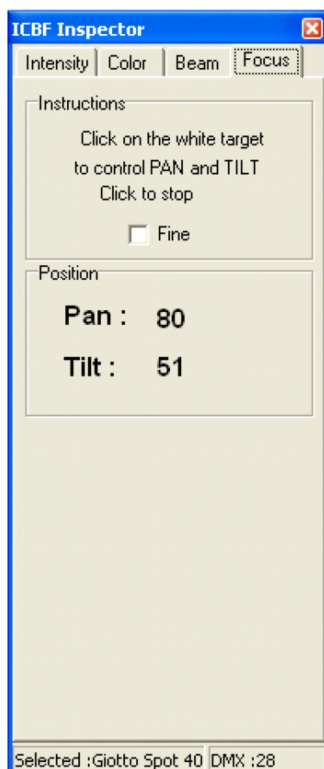 ICBF Inspector
Intensity Color Beam Focus
Instructions
Click on the white target
to control PAN and TILT
Click to stop
Fine
Position
Pan : 80
Tilt : 51
Selected :Giotto Spot 40 DMX :28